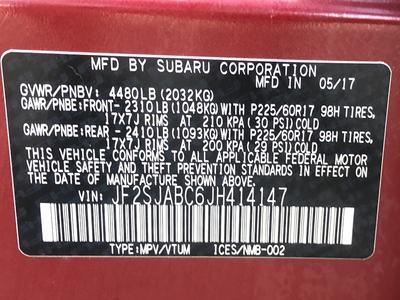 MFD BY SUBARU CORPORATION
MFD IN 05/17
GVWR/PNBV: 4480LB(2032KG)
GAWR/PNBE:FRONT- 2310LB(1048KG)WITH P225/60R17 98H TIRES,
17X7J RIMS AT 210 KPA(30 PSI)COLD
GAWR/PNBE:REAR - 2410LB(1093KG)WITH P225/60R17 98H TIRES,
17X7J RIMS AT 200 KPA(29 PSI)COLD
THIS VEHICLE CONFORMS TO ALL APPLICABLE FEDERAL MOTOR
VEHICLE SAFETY AND THEFT PREVENTION STANDARDS IN EFFECT
ON THE DATE OF MANUFACTURE SHOWN ABOVE.
VIN: JF2SJABC6JH414147
TYPE:MPV/VTUM ICES/NMB-002